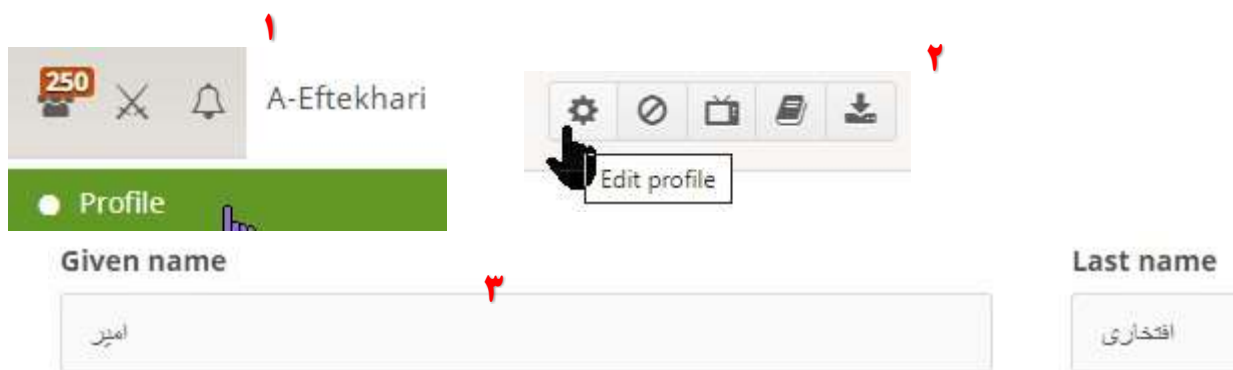 ۱
۲
250
A-Eftekhari
Edit profile
Profile
Given name
Last name
۳
امیر
افتخاری